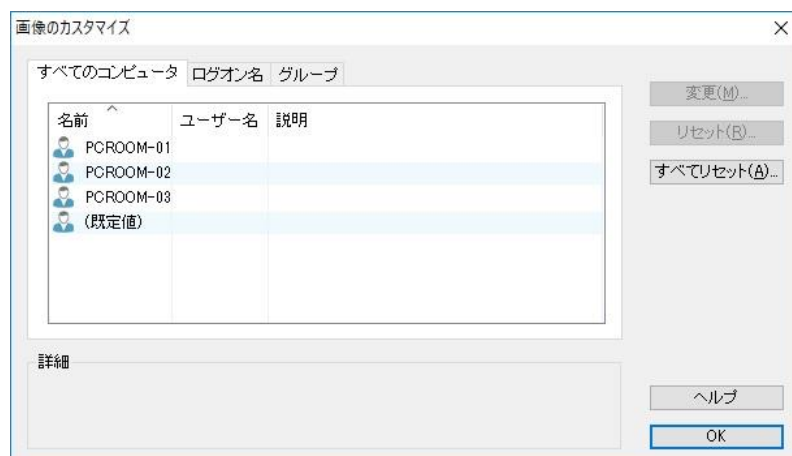 画像のカスタマイズ
すべてのコンピュータ ログオン名 グループ
名前 ユーザー名 説明
PCROOM-01
PCROOM-02
PCROOM-03
(既定値)
変更(M)...
リセット(R)...
すべてリセット(A)...
詳細
ヘルプ
OK